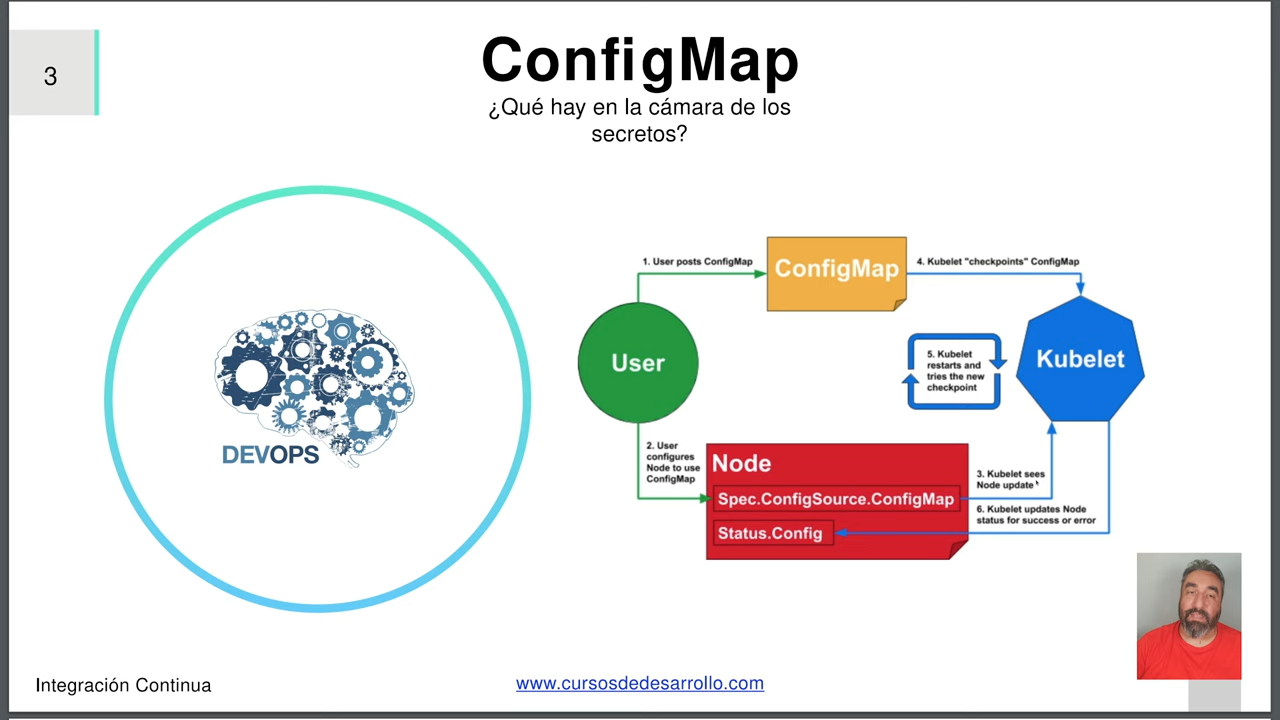 3
ConfigMap
¿Qué hay en la cámara de los
secretos?
DEVOPS
1. User posts ConfigMap
ConfigMap
4. Kubelet "checkpoints" ConfigMap
User
5. Kubelet
restarts and
tries the new
checkpoint
Kubelet
2. User
configures
Node to use
ConfigMap
Node
Spec.ConfigSource.ConfigMap
Status.Config
3. Kubelet sees
Node update
6. Kubelet updates Node
status for success or error
Integración Continua
www.cursosdedesarrollo.com